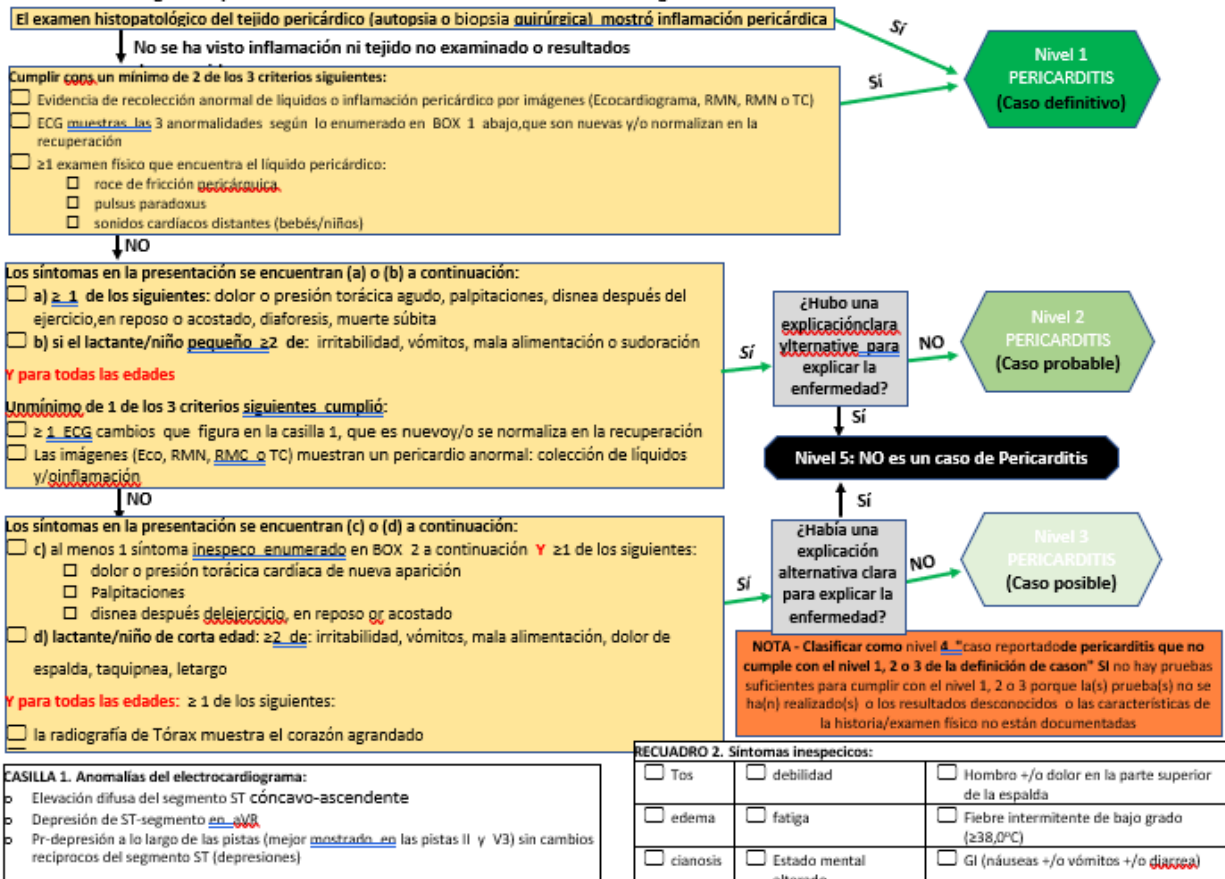 El examen histopatológico del tejido pericárdico (autopsia o biopsia quirúrgica) mostró inflamación pericárdica
Sí
No se ha visto inflamación ni tejido no examinado o resultados
Nivel 1
PERICARDITIS
(Caso definitivo)
Cumplir cons un mínimo de 2 de los 3 criterios siguientes:
Evidencia de recolección anormal de líquidos o inflamación pericárdico por imágenes (Ecocardiograma, RMN, RMN o TC)
ECG muestras las 3 anormalidades según lo enumerado en BOX 1 abajo,que son nuevas y/o normalizan en la
recuperación
≥1 examen físico que encuentra el líquido pericárdico:
roce de fricción pericárquica
pulsus paradoxus
sonidos cardíacos distantes (bebés/niños)
Sí
NO
Los síntomas en la presentación se encuentran (a) o (b) a continuación:
a) ≥ 1 de los siguientes: dolor o presión torácica agudo, palpitaciones, disnea después del
ejercicio,en reposo o acostado, diaforesis, muerte súbita
b) si el lactante/niño pequeño ≥2 de: irritabilidad, vómitos, mala alimentación o sudoración
Y para todas las edades
Unmínimo de 1 de los 3 criterios siguientes cumplió:
≥ 1 ECG cambios que figura en la casilla 1, que es nuevoy/o se normaliza en la recuperación
Las imágenes (Eco, RMN, RMC o TC) muestran un pericardio anormal: colección de líquidos
y/oinflamación
Sí
¿Hubo una
explicaciónclara
ylternative para
explicar la
enfermedad?
NO
Nivel 2
PERICARDITIS
(Caso probable)
Sí
Nivel 5: NO es un caso de Pericarditis
Sí
NO
Los síntomas en la presentación se encuentran (c) o (d) a continuación:
c) al menos 1 síntoma inespeco enumerado en BOX 2 a continuación Y ≥1 de los siguientes:
dolor o presión torácica cardíaca de nueva aparición
Palpitaciones
disnea después delejercicio, en reposo or acostado
d) lactante/niño de corta edad: ≥2 de: irritabilidad, vómitos, mala alimentación, dolor de
espalda, taquipnea, letargo
Y para todas las edades: ≥ 1 de los siguientes:
la radiografía de Tórax muestra el corazón agrandado
Sí
¿Había una
explicación
alternativa clara
para explicar la
enfermedad?
NO
Nivel 3
PERICARDITIS
(Caso posible)
NOTA - Clasificar como nivel 4 "caso reportadode pericarditis que no
cumple con el nivel 1, 2 o 3 de la definición de cason" SI no hay pruebas
suficientes para cumplir con el nivel 1, 2 o 3 porque la(s) prueba(s) no se
ha(n) realizado(s) o los resultados desconocidos o las características de
la historia/examen físico no están documentadas
CASILLA 1. Anomalías del electrocardiograma:
Elevación difusa del segmento ST cóncavo-ascendente
Depresión de ST-segmento en aVR
Pr-depresión a lo largo de las pistas (mejor mostrado en las pistas II y V3) sin cambios
recíprocos del segmento ST (depresiones)
RECUADRO 2. Síntomas inespecicos:
Tos
debilidad
Hombro +/o dolor en la parte superior
de la espalda
edema
fatiga
Fiebre intermitente de bajo grado
(≥38,0ºC)
cianosis
Estado mental
GI (náuseas +/o vómitos +/o diarrea)